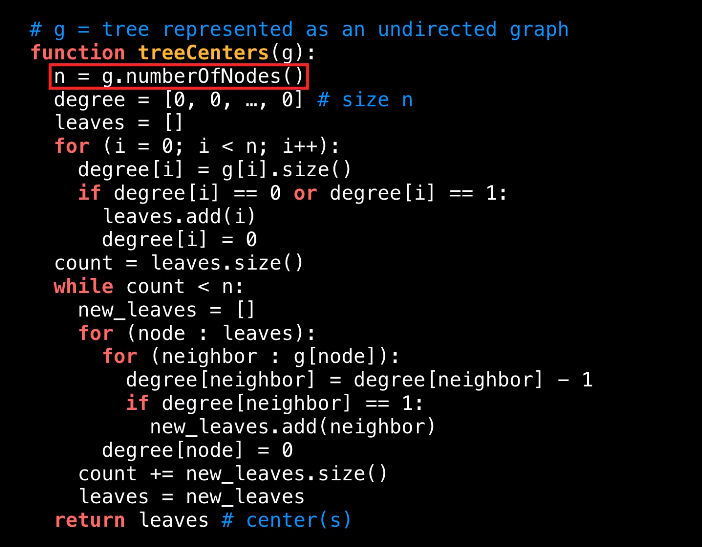 # g = tree represented as an undirected graph
function treeCenters(g):
  n = g.numberOfNodes()
  degree = [0, 0, …, 0] # size n
  leaves = []
  for (i = 0; i < n; i++):
    degree[i] = g[i].size()
    if degree[i] == 0 or degree[i] == 1:
      leaves.add(i)
      degree[i] = 0
  count = leaves.size()
  while count < n:
    new_leaves = []
    for (node : leaves):
      for (neighbor : g[node]):
        degree[neighbor] = degree[neighbor] - 1
        if degree[neighbor] == 1:
          new_leaves.add(neighbor)
      degree[node] = 0
    count += new_leaves.size()
    leaves = new_leaves
  return leaves # center(s)